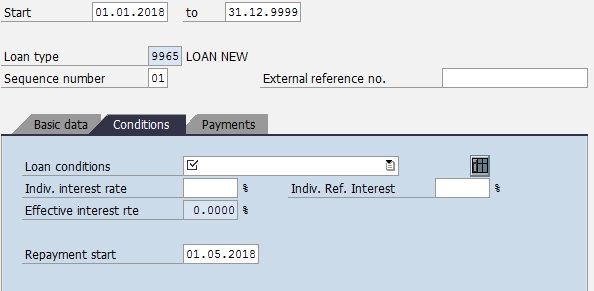 Start 01.01.2018 to 31.12.9999
Loan type 9965 LOAN NEW
Sequence number 01 External reference no.
Basic data Conditions Payments
Loan conditions
Indiv. interest rate % Indiv. Ref. Interest %
Effective interest rte 0.0000 %
Repayment start 01.05.2018